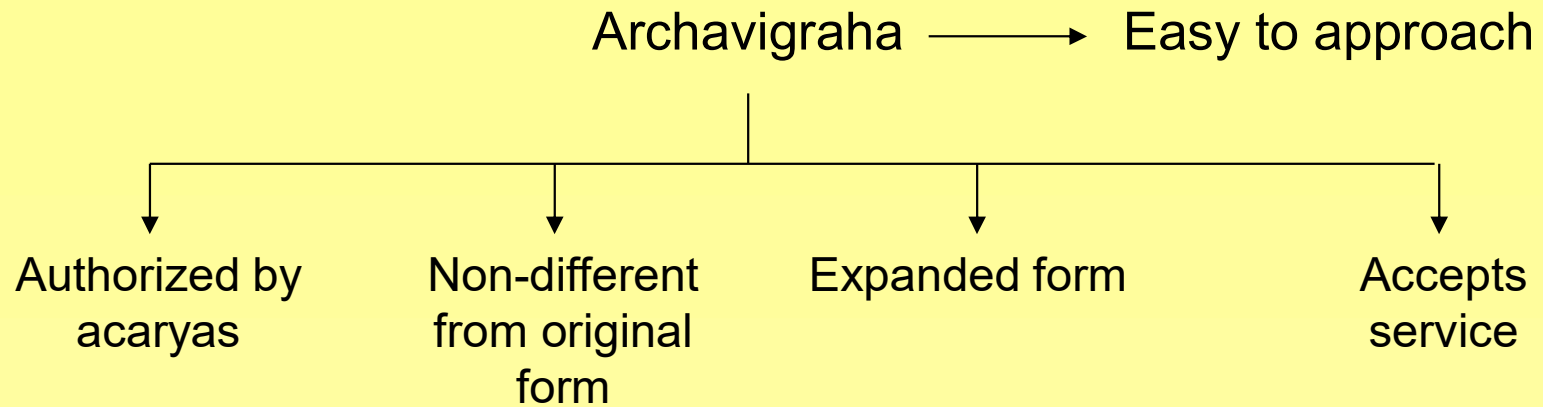 Archavigraha Easy to approach
Authorized by
acaryas
Non-different
from original
form
Expanded form
Accepts
service